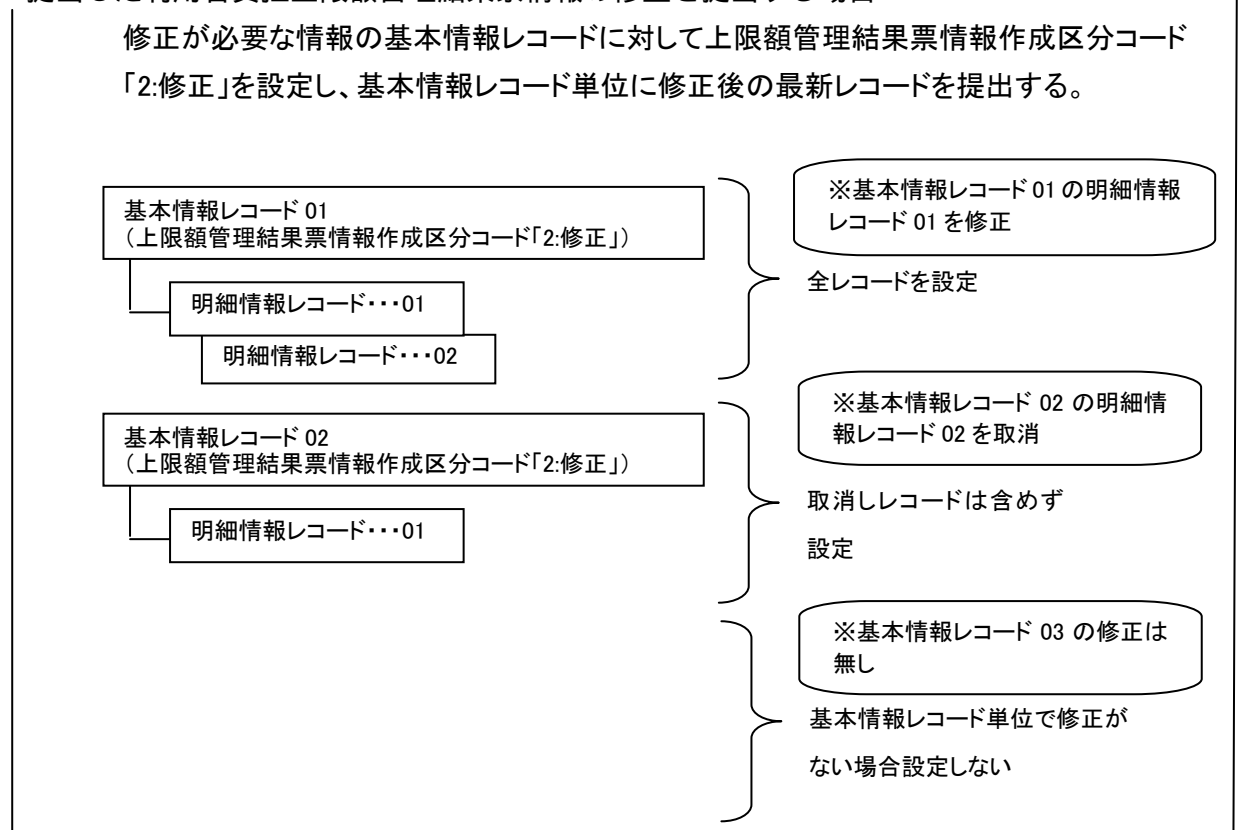 修正が必要な情報の基本情報レコードに対して上限額管理結果票情報作成区分コード
「2:修正」を設定し、基本情報レコード単位に修正後の最新レコードを提出する。
基本情報レコード 01
（上限額管理結果票情報作成区分コード「2:修正」）
明細情報レコード・・・01
明細情報レコード・・・02
※基本情報レコード 01 の明細情報
レコード 01 を修正
全レコードを設定
基本情報レコード 02
（上限額管理結果票情報作成区分コード「2:修正」）
明細情報レコード・・・01
※基本情報レコード 02 の明細情
報レコード 02 を取消
取消しレコードは含めず
設定
※基本情報レコード 03 の修正は
無し
基本情報レコード単位で修正が
ない場合設定しない